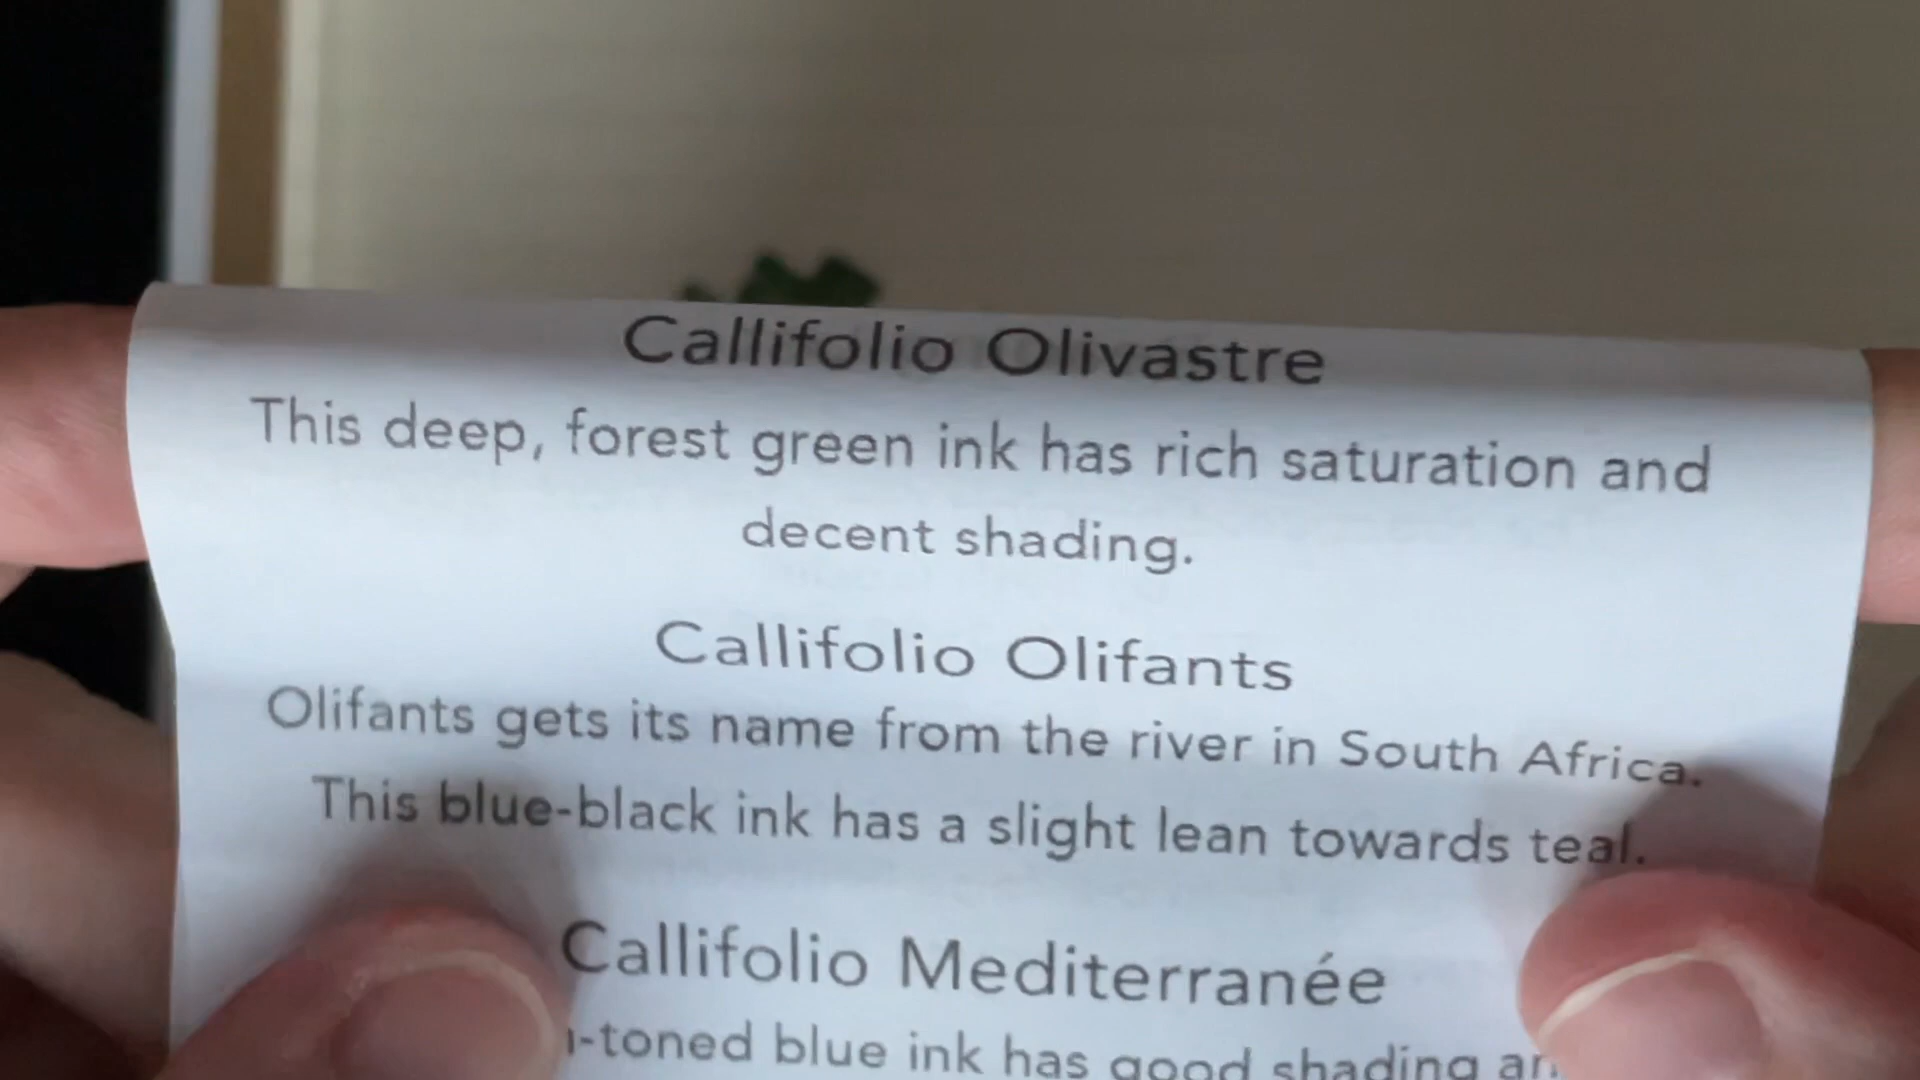 Callifolio Olivastre
This deep, forest green ink has rich saturation and
decent shading.
Callifolio Olifants
Olifants gets its name from the river in South Africa.
This blue-black ink has a slight lean towards teal.
Callifolio Mediterranée
-toned blue ink has good shading